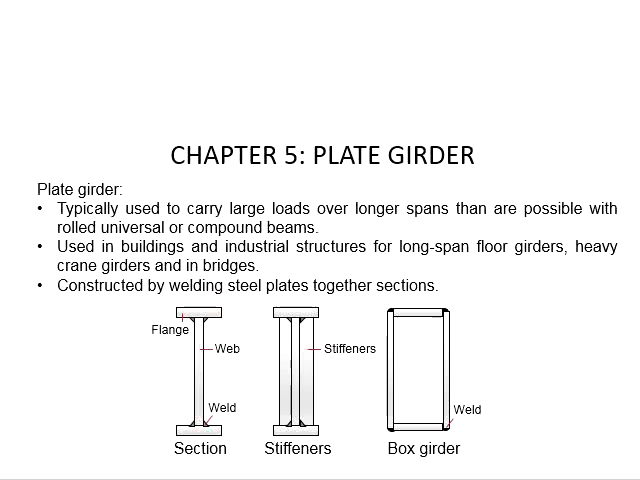 CHAPTER 5: PLATE GIRDER
Plate girder:
• Typically used to carry large loads over longer spans than are possible with
rolled universal or compound beams.
• Used in buildings and industrial structures for long-span floor girders, heavy
crane girders and in bridges.
• Constructed by welding steel plates together sections.
Flange
Web
Stiffeners
Weld
Weld
Section
Stiffeners
Box girder